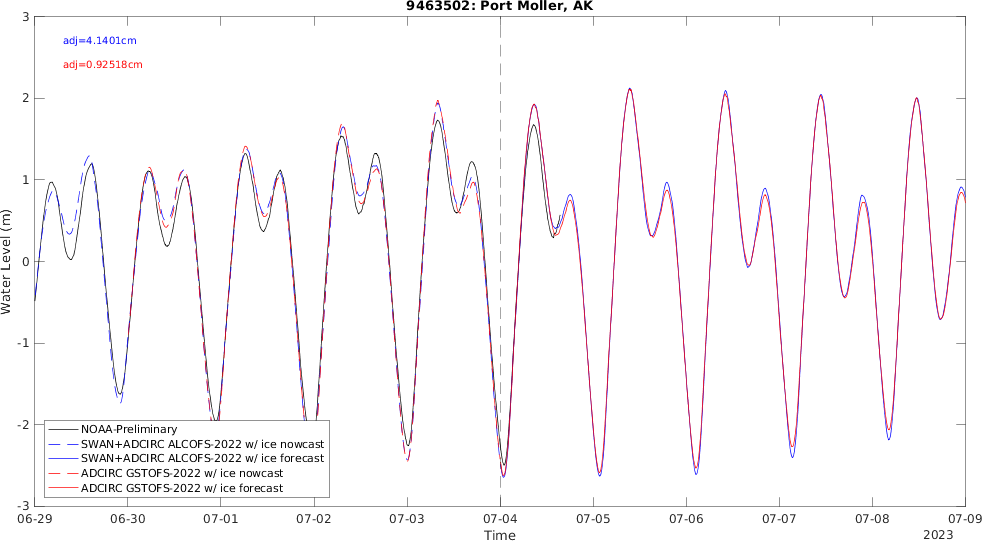 9463502: Port Moller, AK
adj=4.1401cm
adj=0.92518cm
3
2
1
0
-1
-2
-3
Water Level (m)
NOAA-Preliminary
SWAN+ADCIRC ALCOFS-2022 w/ ice nowcast
SWAN+ADCIRC ALCOFS-2022 w/ ice forecast
ADCIRC GSTOFS-2022 w/ ice nowcast
ADCIRC GSTOFS-2022 w/ ice forecast
06-29 06-30 07-01 07-02 07-03 07-04 07-05 07-06 07-07 07-08 07-09
Time
2023